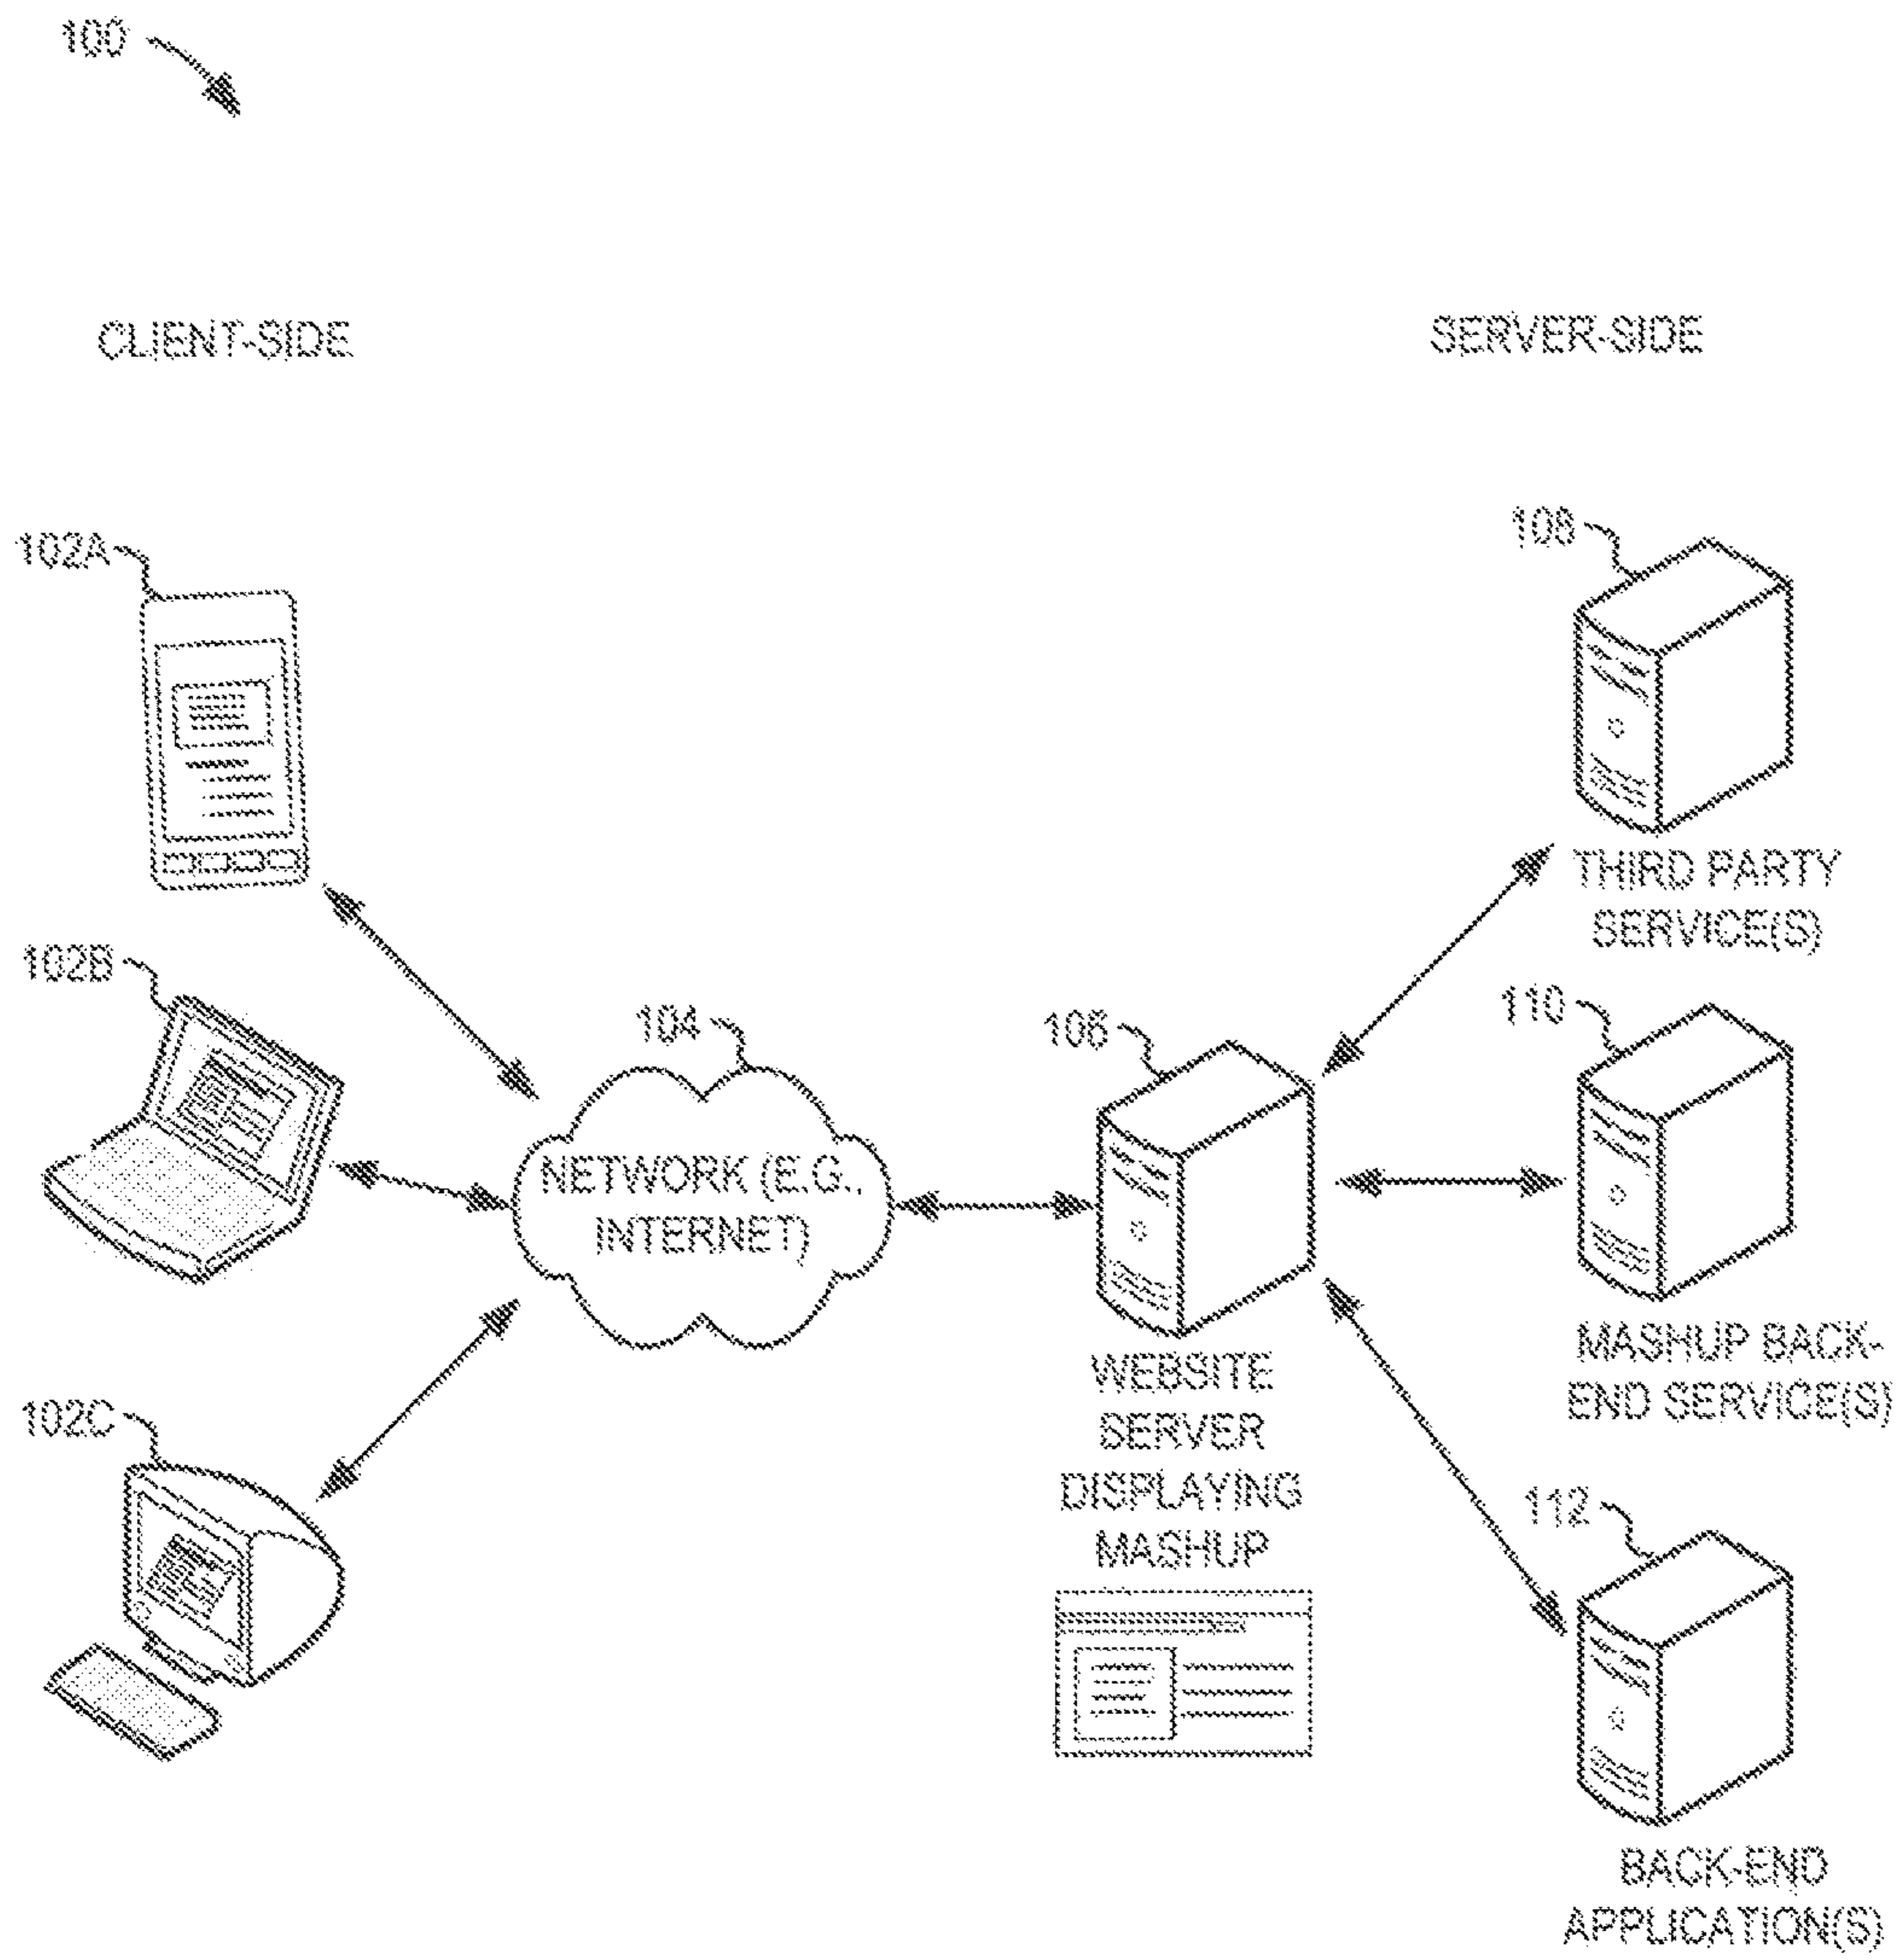 100
CLIENT-SIDE
SERVER-SIDE
102A
108
THIRD PARTY
SERVICE(S)
102B
104
106
110
NETWORK (E.G.,
INTERNET)
WEBSITE
SERVER
DISPLAYING
MASHUP
MASHUP BACK-
END SERVICE(S)
102C
112
BACK-END
APPLICATION(S)